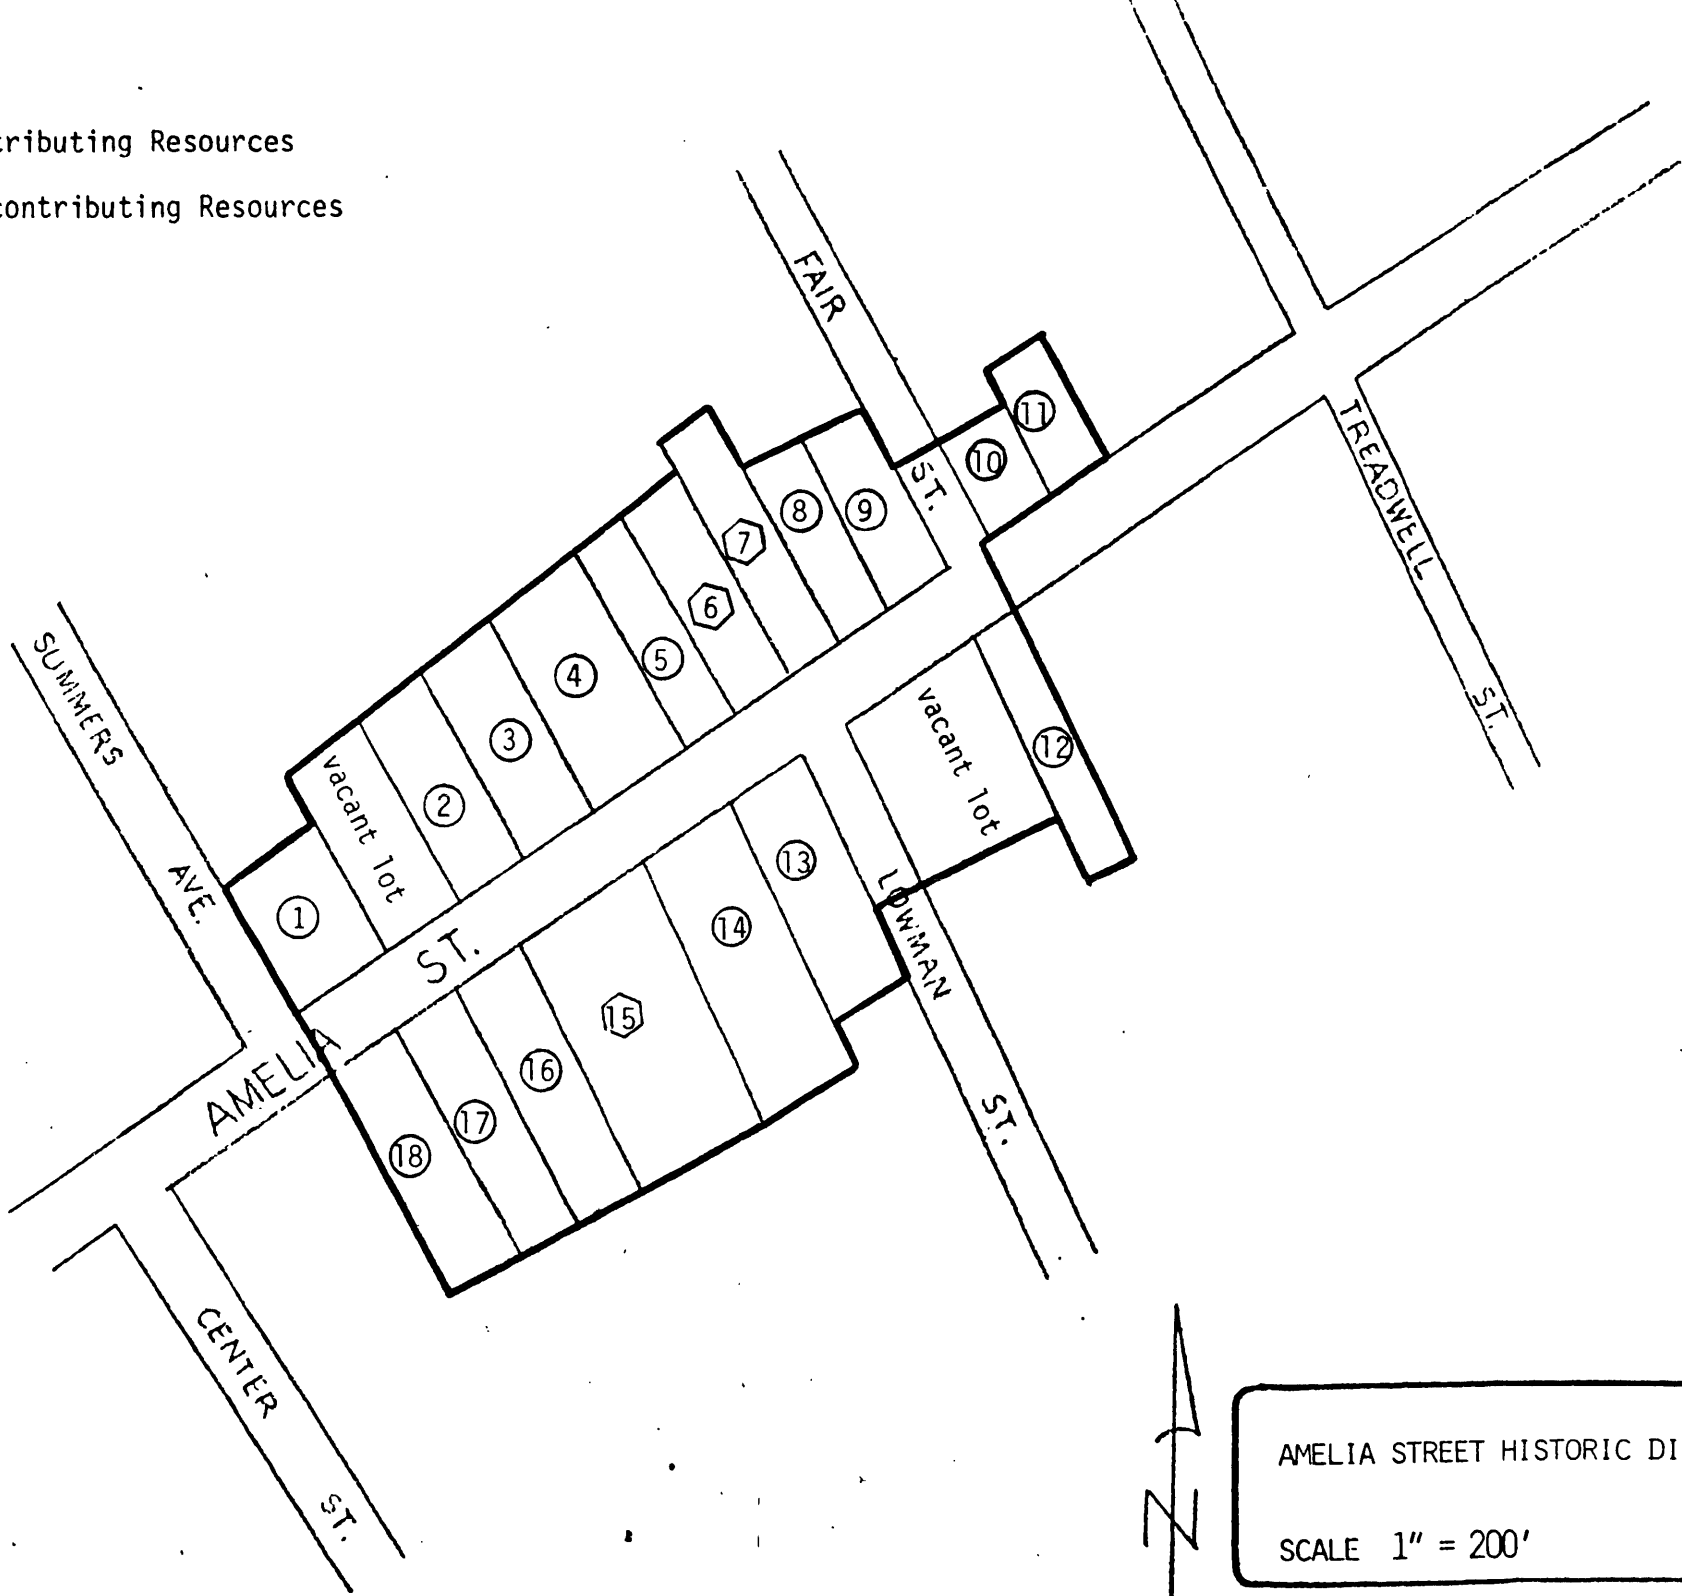 tributing Resources
contributing Resources
FAIR
ST.
11
10
9
8
7
6
5
4
3
2
1
vacant lot
SUMMERS
AVE.
TREADWELL
ST.
vacant lot
12
13
14
15
16
17
18
AMELIA ST.
LOWMAN
ST.
CENTER
ST.
N
AMELIA STREET HISTORIC DI
SCALE 1" = 200'